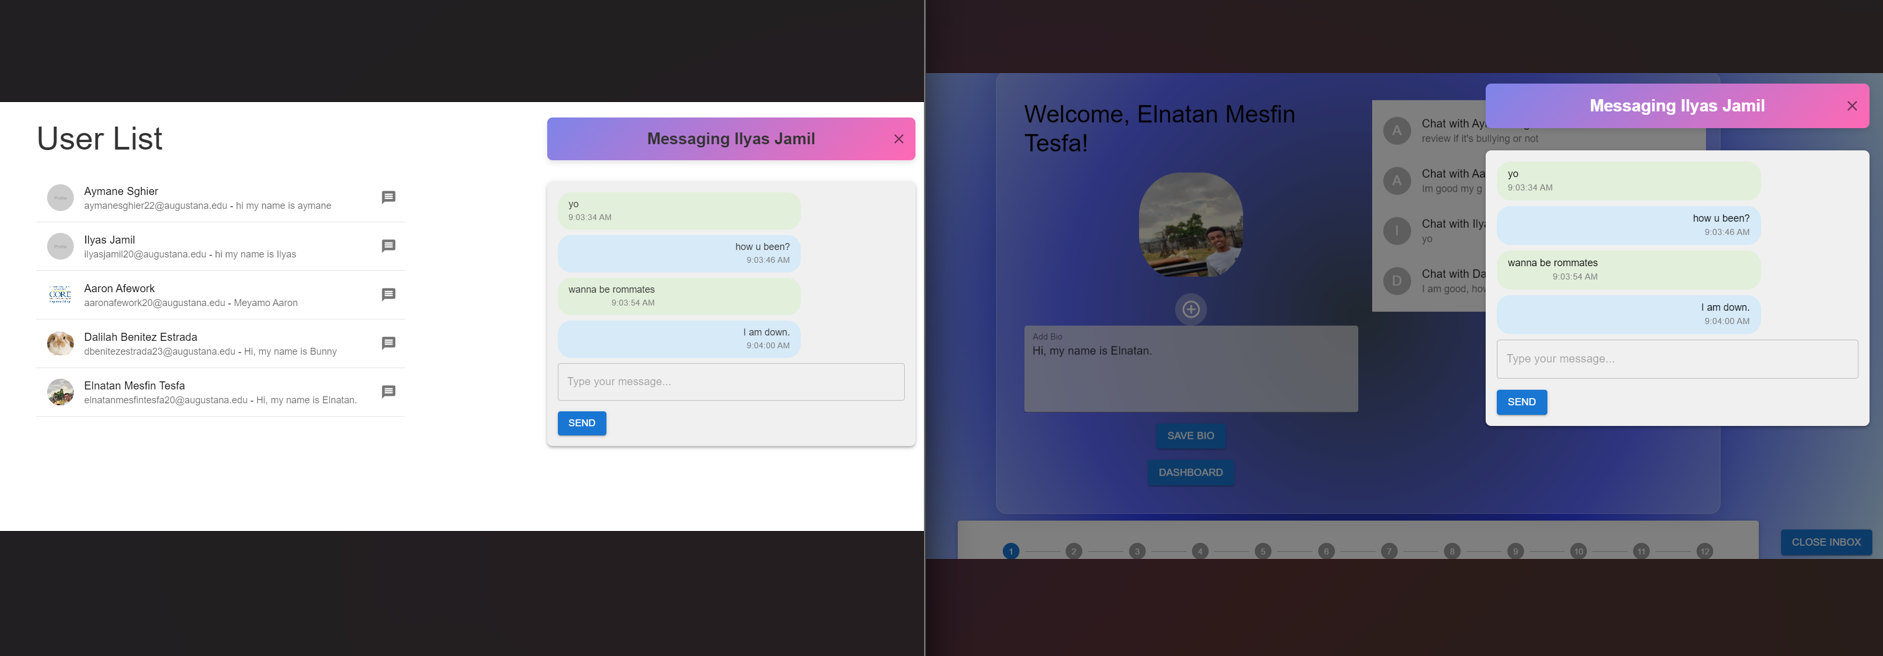 User List
Aymane Sghier
aymanesghier22@augustana.edu - hi my name is aymane
Ilyas Jamil
ilyasjamil20@augustana.edu - hi my name is Ilyas
CORE
Aaron Afework
aaronafework20@augustana.edu - Meyamo Aaron
Dalilah Benitez Estrada
dbenitezestrada23@augustana.edu - Hi, my name is Bunny
Elnatan Mesfin Tesfa
elnatanmesfintesfa20@augustana.edu - Hi, my name is Elnatan.
Messaging Ilyas Jamil
yo
9:03:34 AM
how u been?
9:03:46 AM
wanna be rommates
9:03:54 AM
I am down.
9:04:00 AM
Type your message...
SEND
Welcome, Elnatan Mesfin
Tesfa!
Add Bio
Hi, my name is Elnatan.
SAVE BIO
DASHBOARD
A
Chat with Ay
review if it's bullying or not
A
Chat with Aa
Im good my g
I
Chat with Ily
yo
D
Chat with Da
I am good, how
Messaging Ilyas Jamil
yo
9:03:34 AM
how u been?
9:03:46 AM
wanna be rommates
9:03:54 AM
I am down.
9:04:00 AM
Type your message...
SEND
1 2 3 4 5 6 7 8 9 10 11 12
CLOSE INBOX